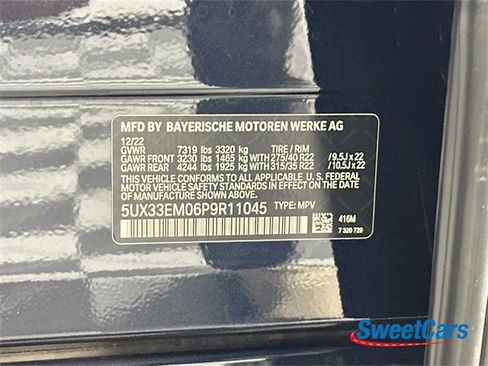 MFD BY BAYERISCHE MOTOREN WERKE AG
12/22
GVWR 7319 lbs 3320 kg TIRE / RIM
GAWR FRONT 3230 lbs 1465 kg WITH 275/40 R22 / 9.5J x 22
GAWR REAR 4244 lbs 1925 kg WITH 315/35 R22 / 10.5J x 22
THIS VEHICLE CONFORMS TO ALL APPLICABLE U.S.
FEDERAL MOTOR VEHICLE SAFETY STANDARDS IN
EFFECT ON THE DATE OF MANUFACTURE SHOWN ABOVE.
5UX33EM06P9R11045 TYPE: MPV
416M
7 320 729
SweetCars